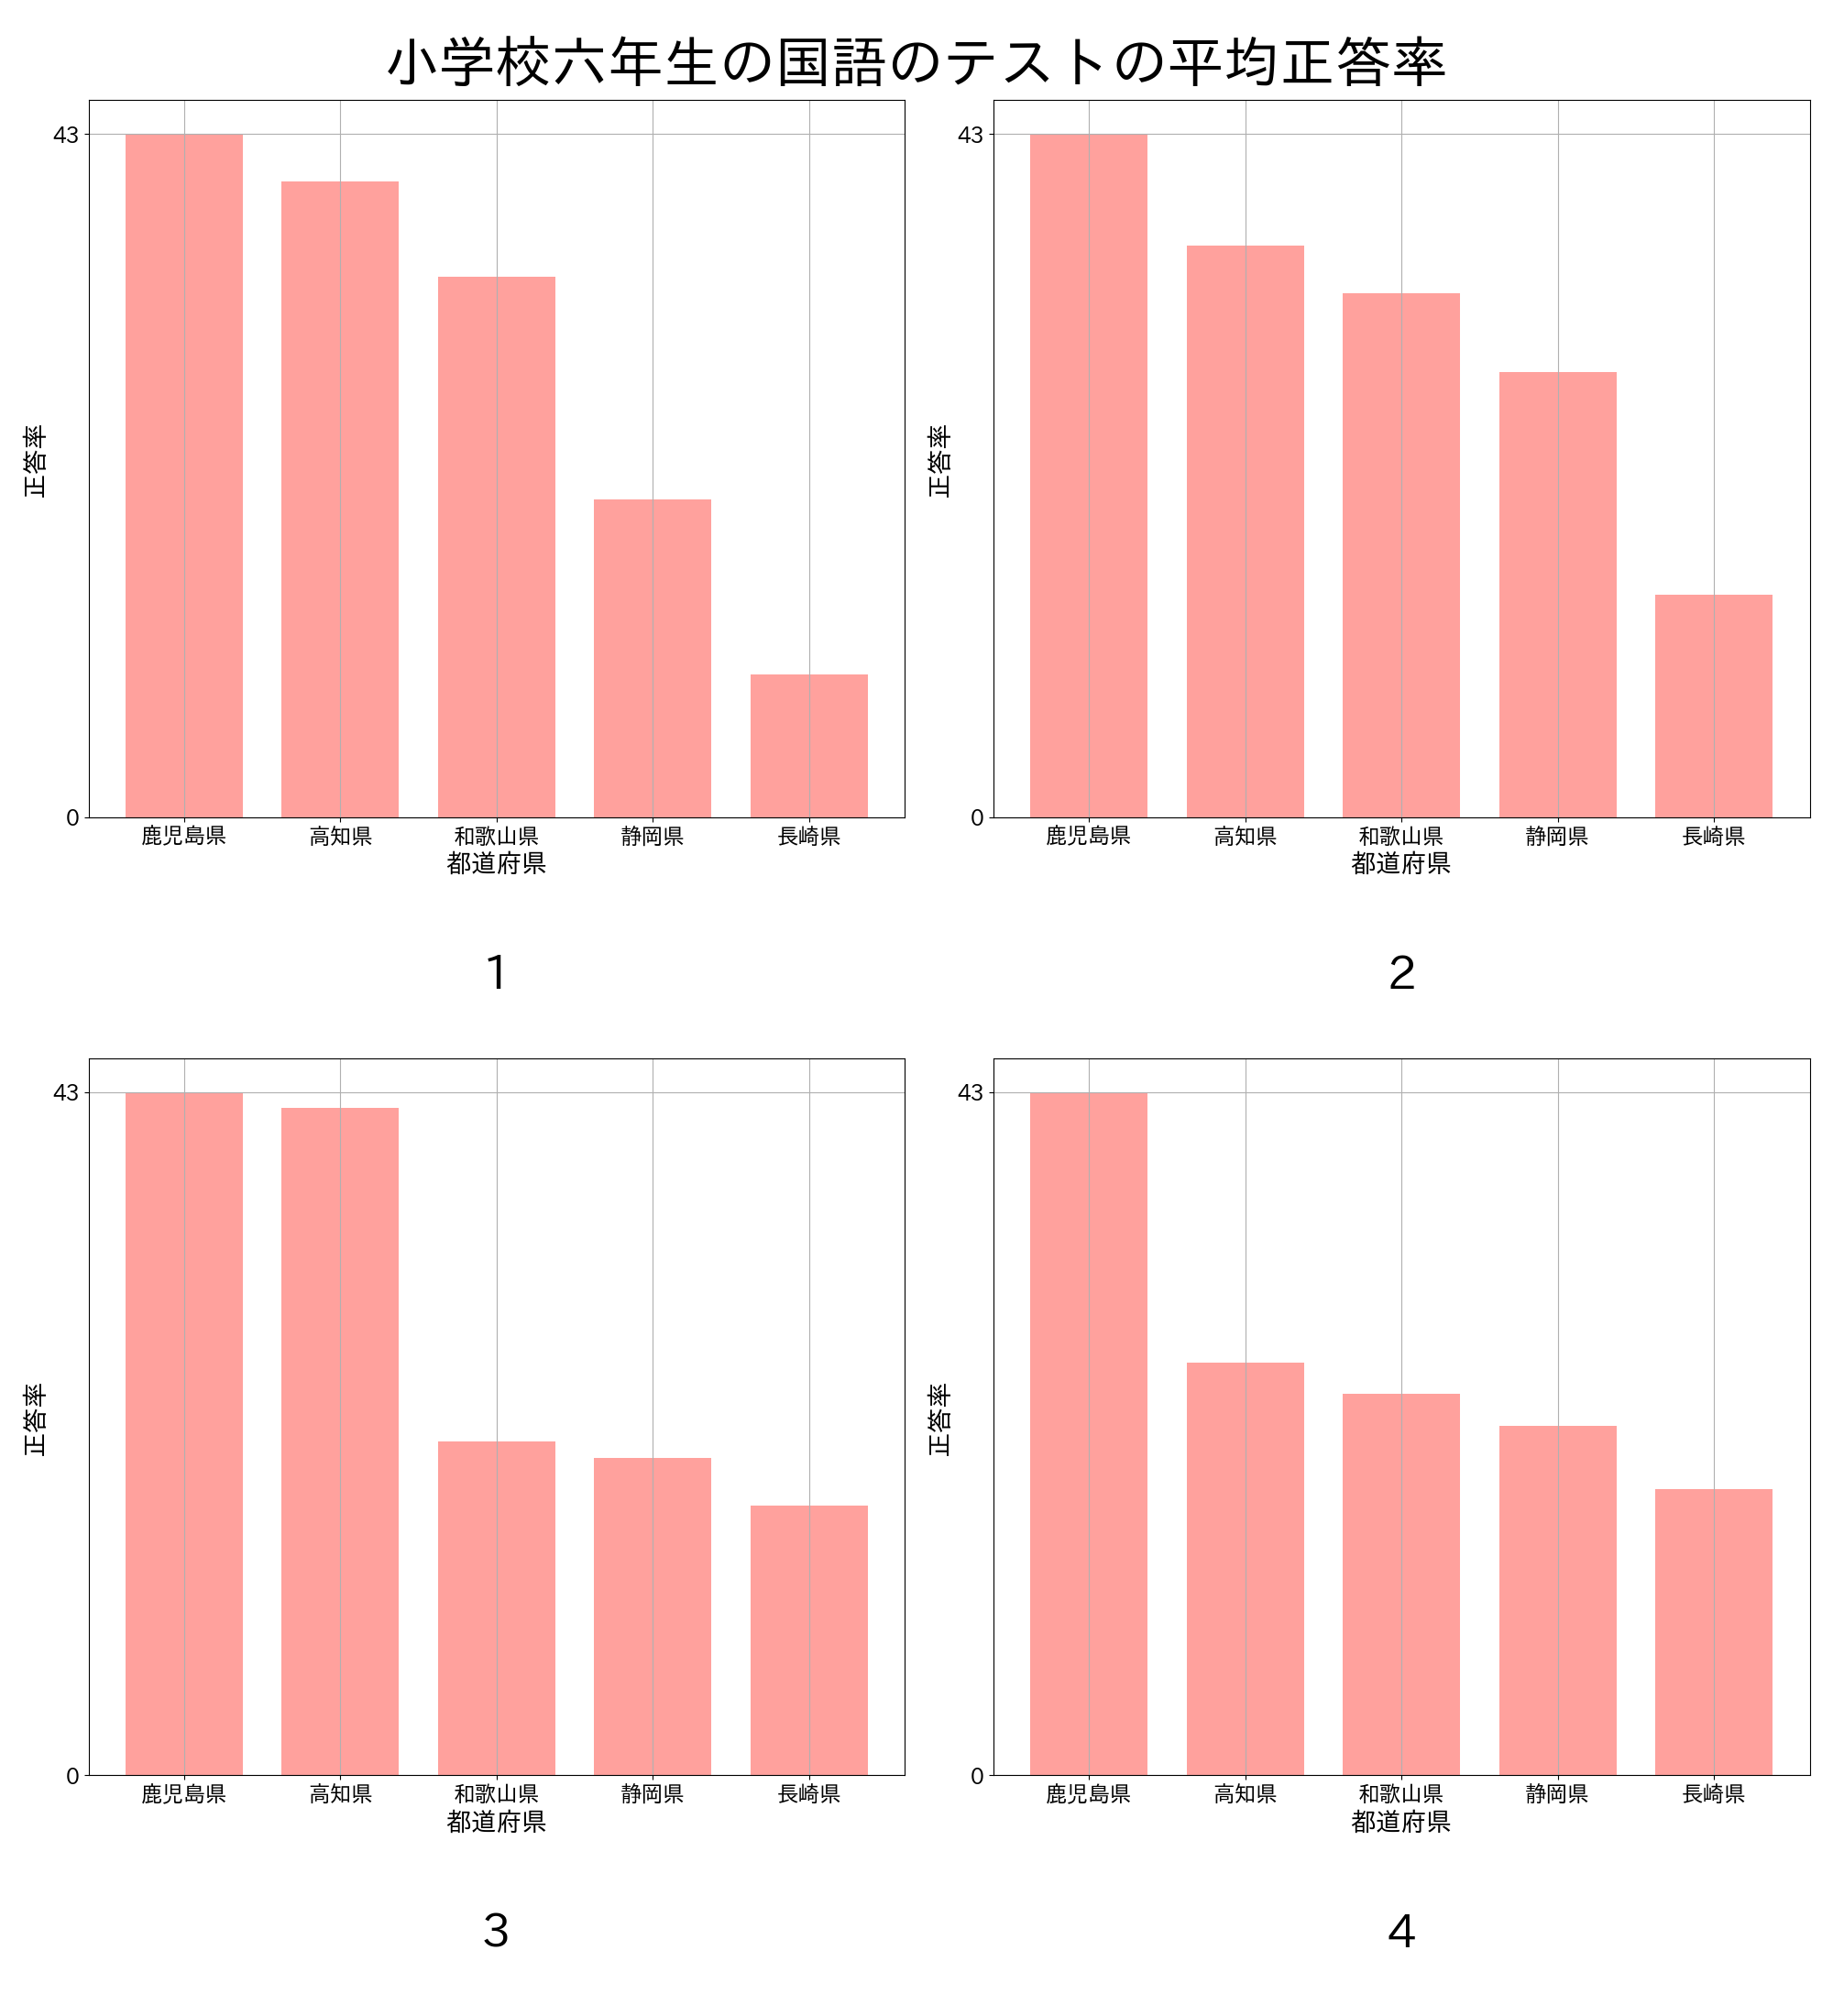 小学校六年生の国語のテストの平均正答率
43
0
正答率
鹿児島県 高知県 和歌山県 静岡県 長崎県
都道府県
1
43
0
正答率
鹿児島県 高知県 和歌山県 静岡県 長崎県
都道府県
2
43
0
正答率
鹿児島県 高知県 和歌山県 静岡県 長崎県
都道府県
3
43
0
正答率
鹿児島県 高知県 和歌山県 静岡県 長崎県
都道府県
4